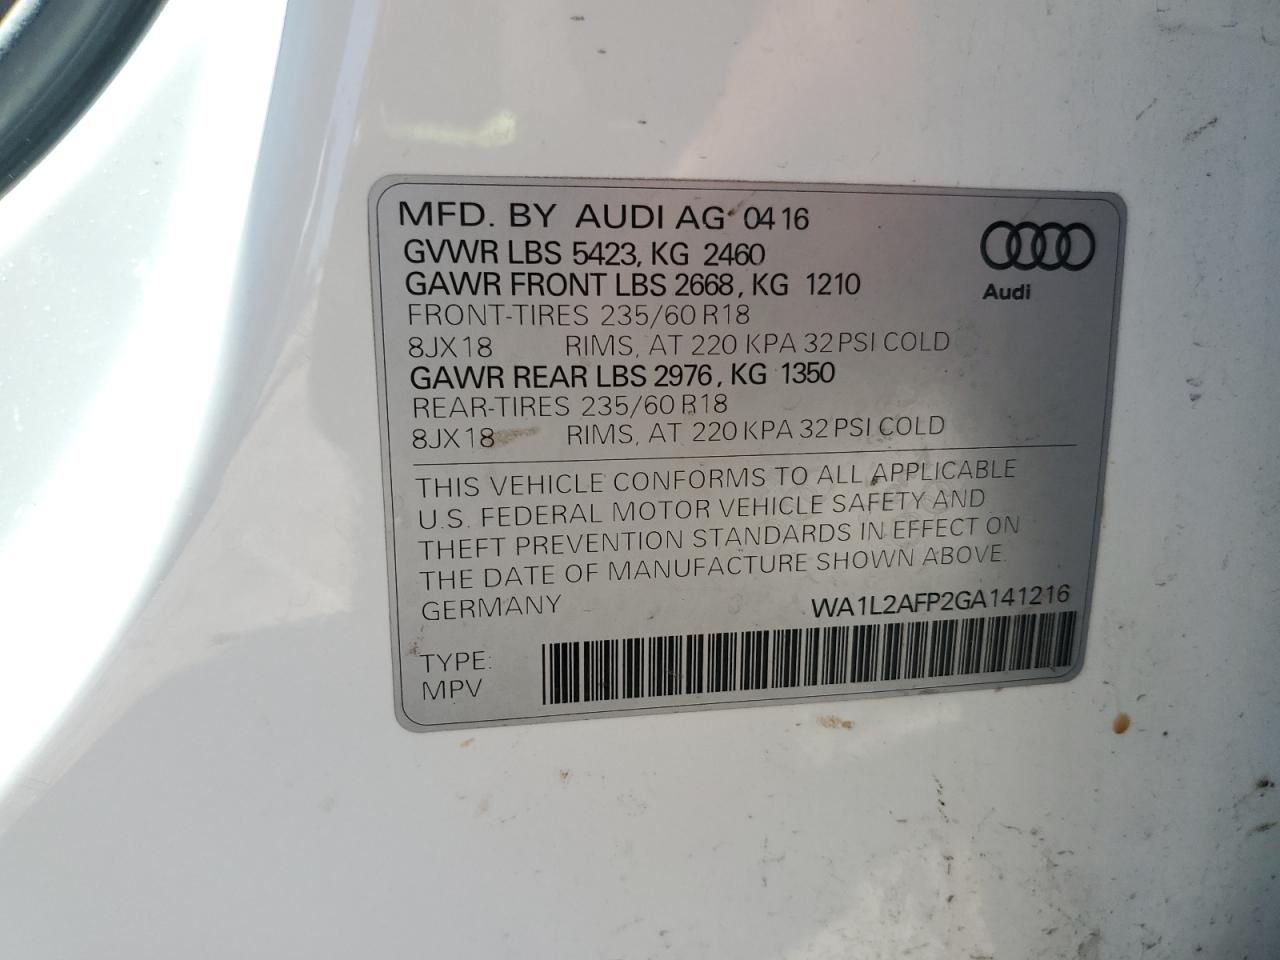 MFD. BY AUDI AG 04 16
GVWR LBS 5423, KG 2460
GAWR FRONT LBS 2668, KG 1210
Audi
FRONT-TIRES 235/60 R18
8JX18 RIMS, AT 220 KPA 32 PSI COLD
GAWR REAR LBS 2976, KG 1350
REAR-TIRES 235/60 R18
8JX18 RIMS, AT 220 KPA 32 PSI COLD
THIS VEHICLE CONFORMS TO ALL APPLICABLE
U.S. FEDERAL MOTOR VEHICLE SAFETY AND
THEFT PREVENTION STANDARDS IN EFFECT ON
THE DATE OF MANUFACTURE SHOWN ABOVE.
GERMANY WA1L2AFP2GA141216
TYPE:
MPV